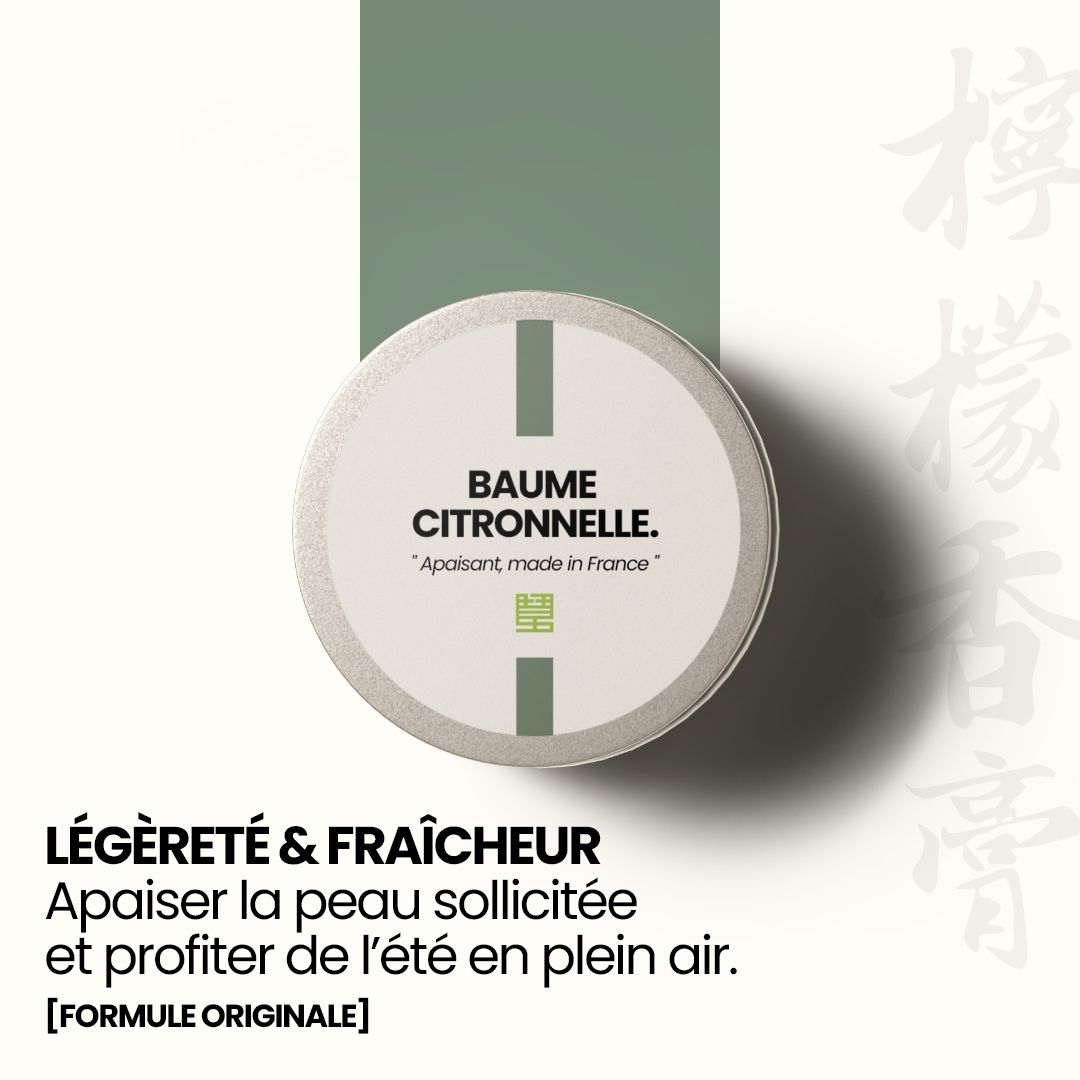 BAUME
CITRONNELLE.
" Apaisant, made in France "
LÉGÈRETÉ & FRAÎCHEUR
Apaiser la peau sollicitée
et profiter de l’été en plein air.
[FORMULE ORIGINALE]
檸檬香膏